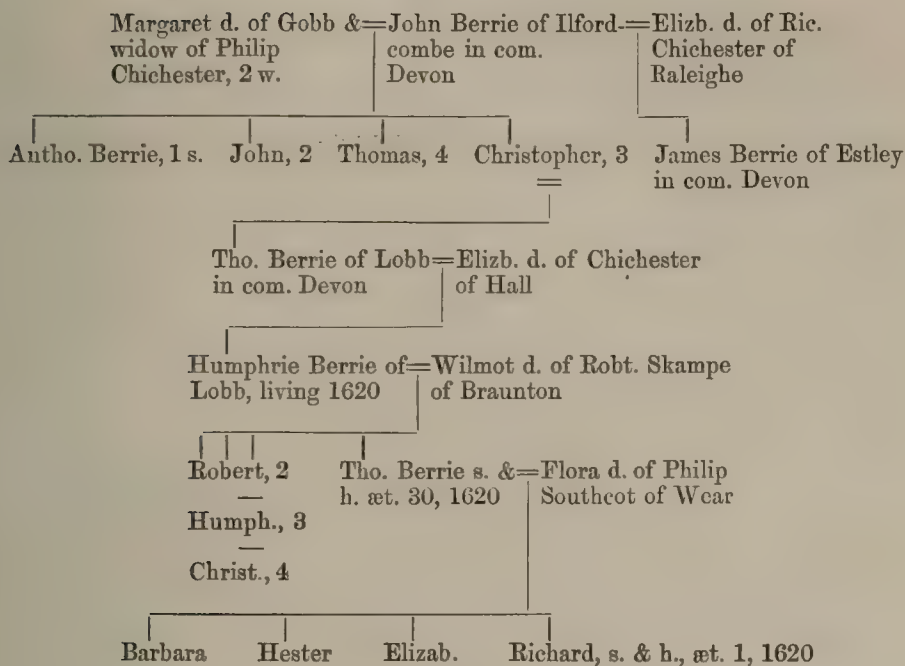 Margaret d. of Gobb &=John Berrie of Ilford-=Elizb. d. of Ric.
widow of Philip combe in com. Chichester of
Chichester, 2 w. Devon Raleighe
Antho. Berrie, 1 s. John, 2 Thomas, 4 Christopher, 3 James Berrie of Estley
in com. Devon
Tho. Berrie of Lobb=Elizb. d. of Chichester
in com. Devon of Hall
Humphrie Berrie of=Wilmot d. of Robt. Skampe
Lobb, living 1620 of Braunton
Robert, 2 Tho. Berrie s. &=Flora d. of Philip
h. æt. 30, 1620 Southcot of Wear
Humph., 3
Christ., 4
Barbara Hester Elizab. Richard, s. & h., æt. 1, 1620